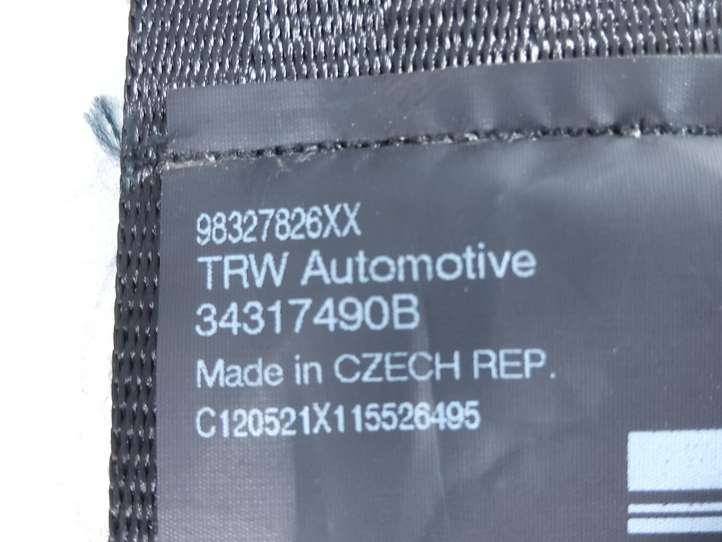 98327826XX
TRW Automotive
34317490B
Made in CZECH REP.
C120521X115526495